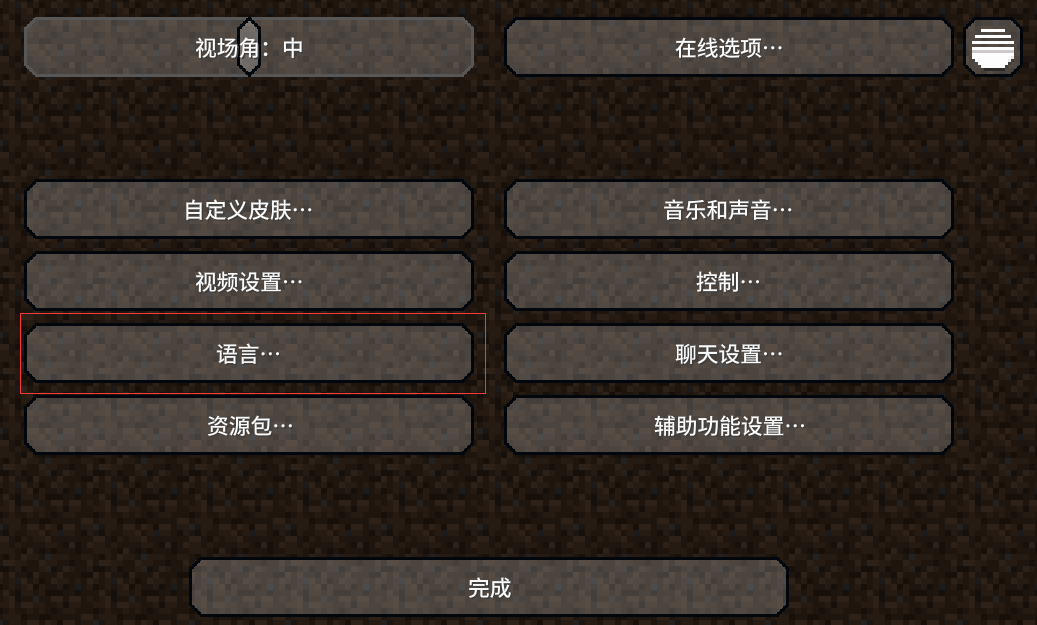 视场角：中
在线选项…
自定义皮肤…
音乐和声音…
视频设置…
控制…
语言…
聊天设置…
资源包…
辅助功能设置…
完成